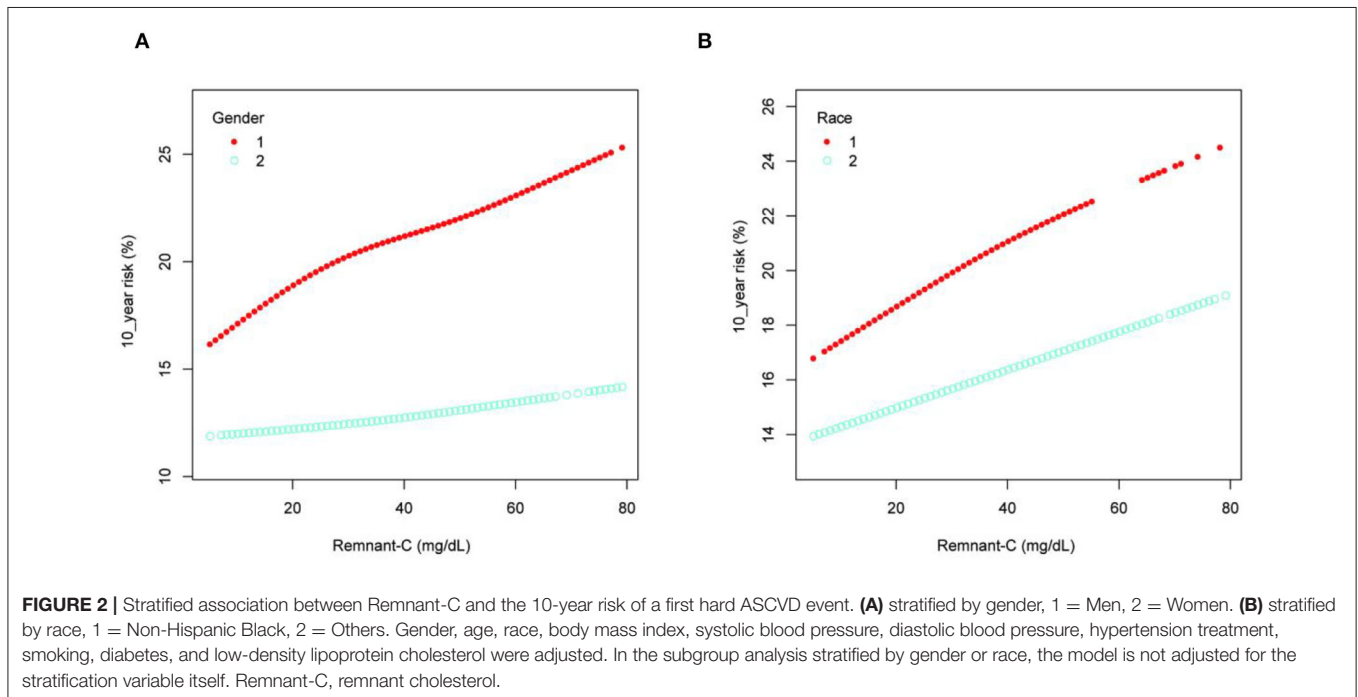 A
Gender
1
2
10_year risk (%)
25
20
15
10
20
40
60
80
Remnant-C (mg/dL)
B
Race
1
2
10_year risk (%)
26
24
22
20
18
16
14
20
40
60
80
Remnant-C (mg/dL)
FIGURE 2 | Stratified association between Remnant-C and the 10-year risk of a first hard ASCVD event. (A) stratified by gender, 1 = Men, 2 = Women. (B) stratified
by race, 1 = Non-Hispanic Black, 2 = Others. Gender, age, race, body mass index, systolic blood pressure, diastolic blood pressure, hypertension treatment,
smoking, diabetes, and low-density lipoprotein cholesterol were adjusted. In the subgroup analysis stratified by gender or race, the model is not adjusted for the
stratification variable itself. Remnant-C, remnant cholesterol.